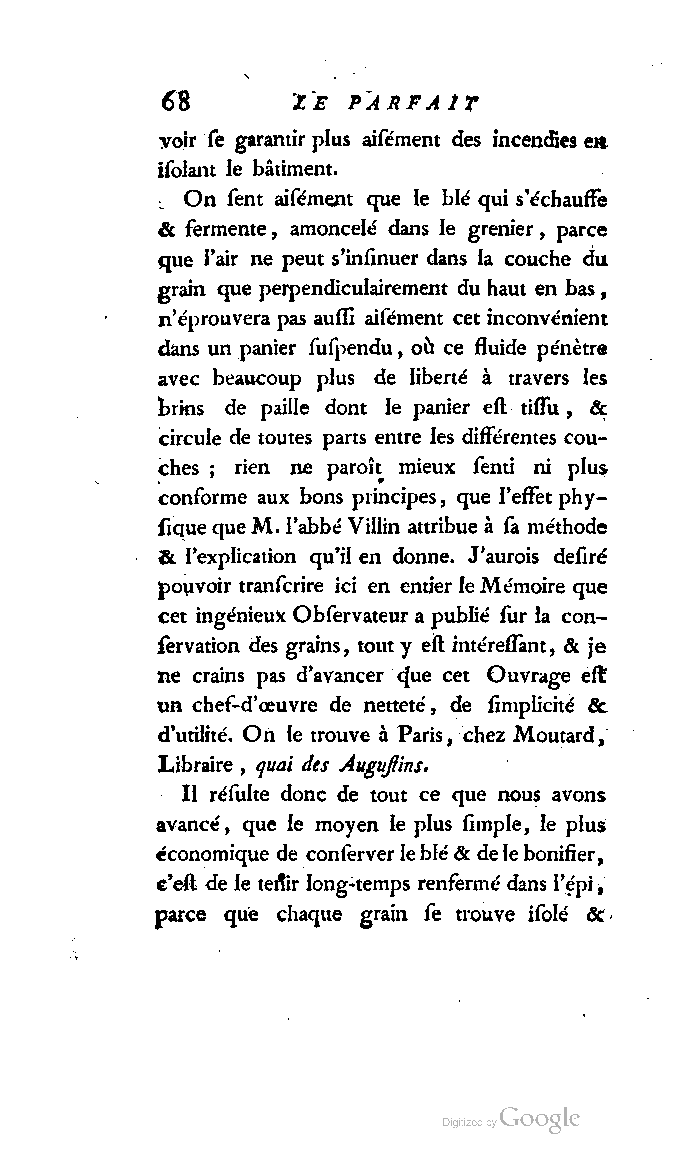 68 LE PARFAIT
voir ſe garantir plus aiſément des incendies en
iſolant le bâtiment.
On ſent aiſément que le blé qui s'échauffe
& fermente, amoncelé dans le grenier, parce
que l'air ne peut s'inſinuer dans la couche du
grain que perpendiculairement du haut en bas,
n'éprouvera pas auſſi aiſément cet inconvénient
dans un panier ſuſpendu, où ce fluide pénètre
avec beaucoup plus de liberté à travers les
brins de paille dont le panier eſt tiſſu, &
circule de toutes parts entre les différentes cou-
ches ; rien ne paroît mieux ſenti ni plus
conforme aux bons principes, que l'effet phy-
ſique que M. l'abbé Villin attribue à ſa méthode
& l'explication qu'il en donne. J'aurois deſiré
pouvoir tranſcrire ici en entier le Mémoire que
cet ingénieux Obſervateur a publié ſur la con-
ſervation des grains, tout y eſt intéreſſant, & je
ne crains pas d'avancer que cet Ouvrage eſt
un chef-d'œuvre de netteté, de ſimplicité &
d'utilité. On le trouve à Paris, chez Moutard,
Libraire, quai des Auguſtins.
Il réſulte donc de tout ce que nous avons
avancé, que le moyen le plus ſimple, le plus
économique de conſerver le blé & de le bonifier,
c'eſt de le tenir long-temps renfermé dans l'épi,
parce que chaque grain ſe trouve iſolé &
Digitized by Google